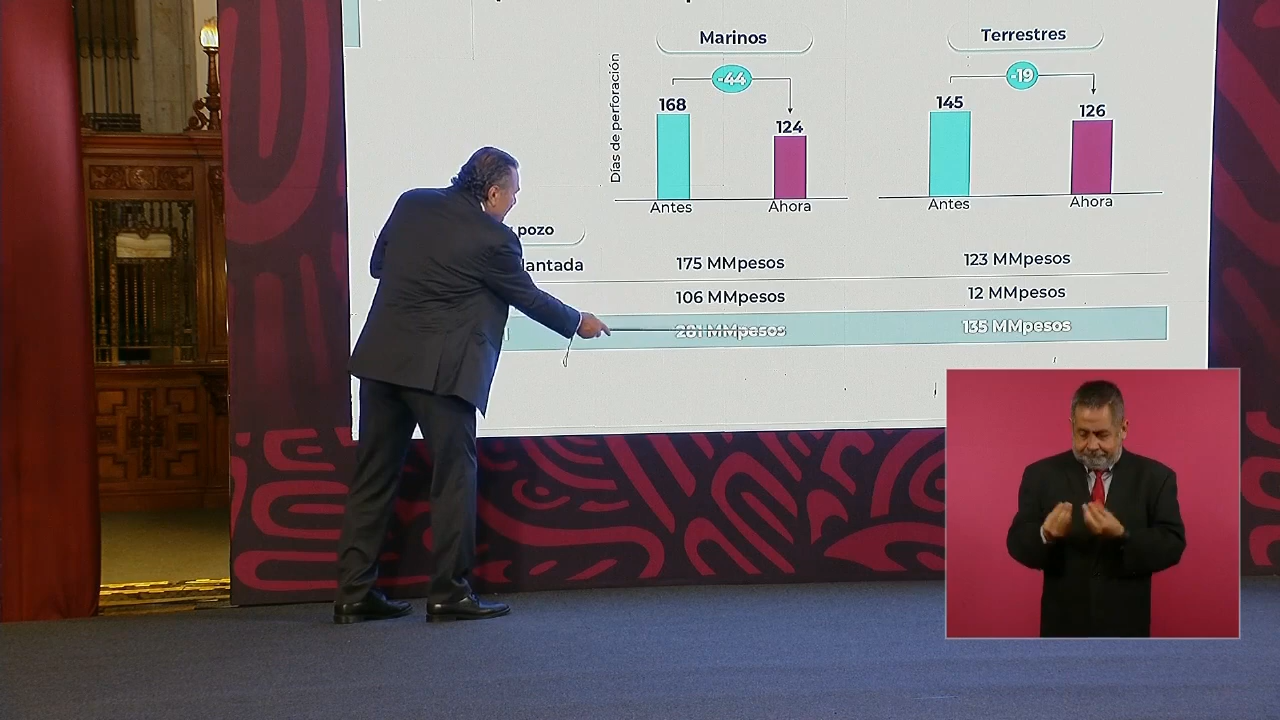 Marinos
Terrestres
Días de perforación
-44
-19
168
124
145
126
Antes
Ahora
Antes
Ahora
pozo
175 MMpesos
123 MMpesos
106 MMpesos
12 MMpesos
281 MMpesos
135 MMpesos